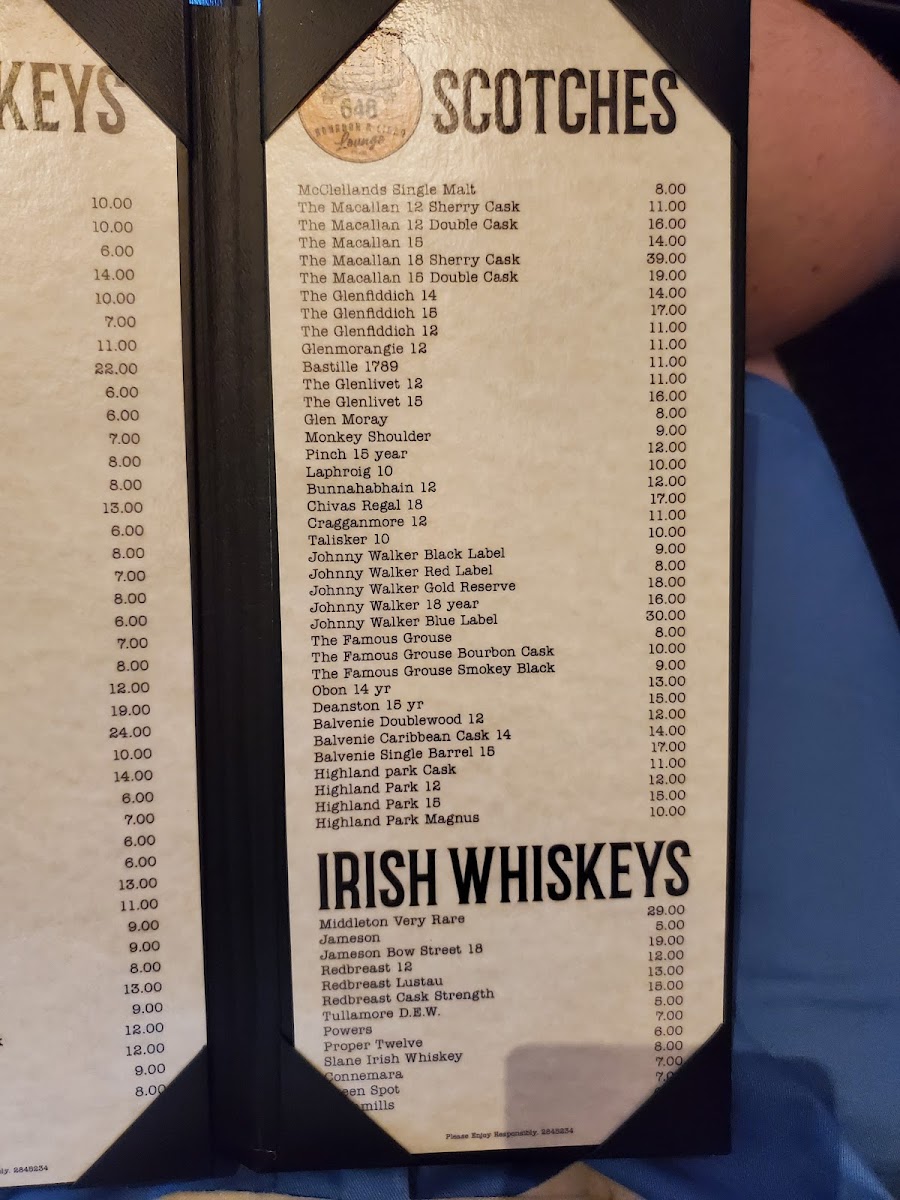 KEYS
10.00
10.00
6.00
14.00
10.00
7.00
11.00
22.00
6.00
6.00
7.00
8.00
8.00
13.00
6.00
8.00
7.00
8.00
6.00
7.00
8.00
12.00
19.00
24.00
10.00
14.00
6.00
7.00
6.00
6.00
13.00
11.00
9.00
9.00
8.00
13.00
9.00
12.00
12.00
9.00
8.00
ly. 2848234
646
Lounge
SCOTCHES
McClellands Single Malt 8.00
The Macallan 12 Sherry Cask 11.00
The Macallan 12 Double Cask 16.00
The Macallan 15 14.00
The Macallan 18 Sherry Cask 39.00
The Macallan 15 Double Cask 19.00
The Glenfiddich 14 14.00
The Glenfiddich 15 17.00
The Glenfiddich 12 11.00
Glenmorangie 12 11.00
Bastille 1789 11.00
The Glenlivet 12 11.00
The Glenlivet 15 16.00
Glen Moray 8.00
Monkey Shoulder 9.00
Pinch 15 year 12.00
Laphroig 10 10.00
Bunnahabhain 12 12.00
Chivas Regal 18 17.00
Cragganmore 12 11.00
Talisker 10 10.00
Johnny Walker Black Label 9.00
Johnny Walker Red Label 8.00
Johnny Walker Gold Reserve 18.00
Johnny Walker 18 year 16.00
Johnny Walker Blue Label 30.00
The Famous Grouse 8.00
The Famous Grouse Bourbon Cask 10.00
The Famous Grouse Smokey Black 9.00
Obon 14 yr 13.00
Deanston 15 yr 15.00
Balvenie Doublewood 12 12.00
Balvenie Caribbean Cask 14 14.00
Balvenie Single Barrel 15 17.00
Highland park Cask 11.00
Highland Park 12 12.00
Highland Park 15 15.00
Highland Park Magnus 10.00
IRISH WHISKEYS
Middleton Very Rare 29.00
Jameson 5.00
Jameson Bow Street 18 19.00
Redbreast 12 12.00
Redbreast Lustau 13.00
Redbreast Cask Strength
Tullamore D.E.W. 5.00
Powers 7.00
Proper Twelve 6.00
Slane Irish Whiskey
Connemara 7.00
een Spot 7.0
mills
Please Enjoy Responsibly. 2848234